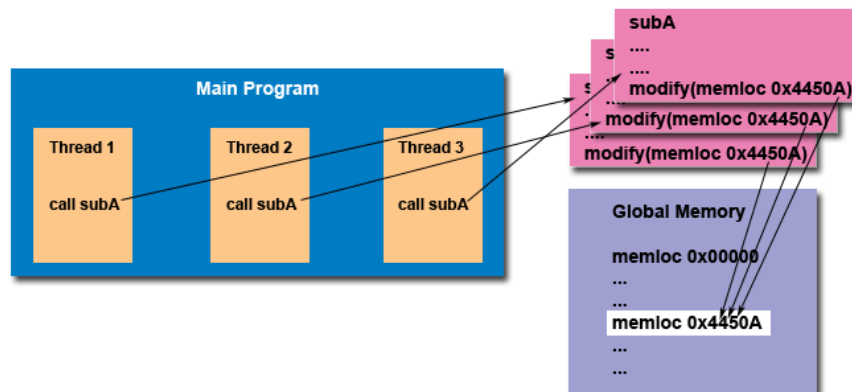 Main Program
Thread 1
call subA
Thread 2
call subA
Thread 3
call subA
subA
....
....
modify(memloc 0x4450A)
s
....
modify(memloc 0x4450A)
s
....
modify(memloc 0x4450A)
Global Memory
memloc 0x00000
...
...
memloc 0x4450A
...
...